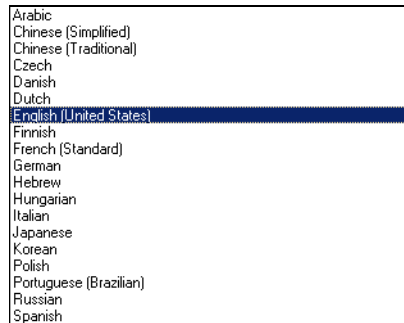 Arabic
Chinese (Simplified)
Chinese (Traditional)
Czech
Danish
Dutch
English (United States)
Finnish
French (Standard)
German
Hebrew
Hungarian
Italian
Japanese
Korean
Polish
Portuguese (Brazilian)
Russian
Spanish